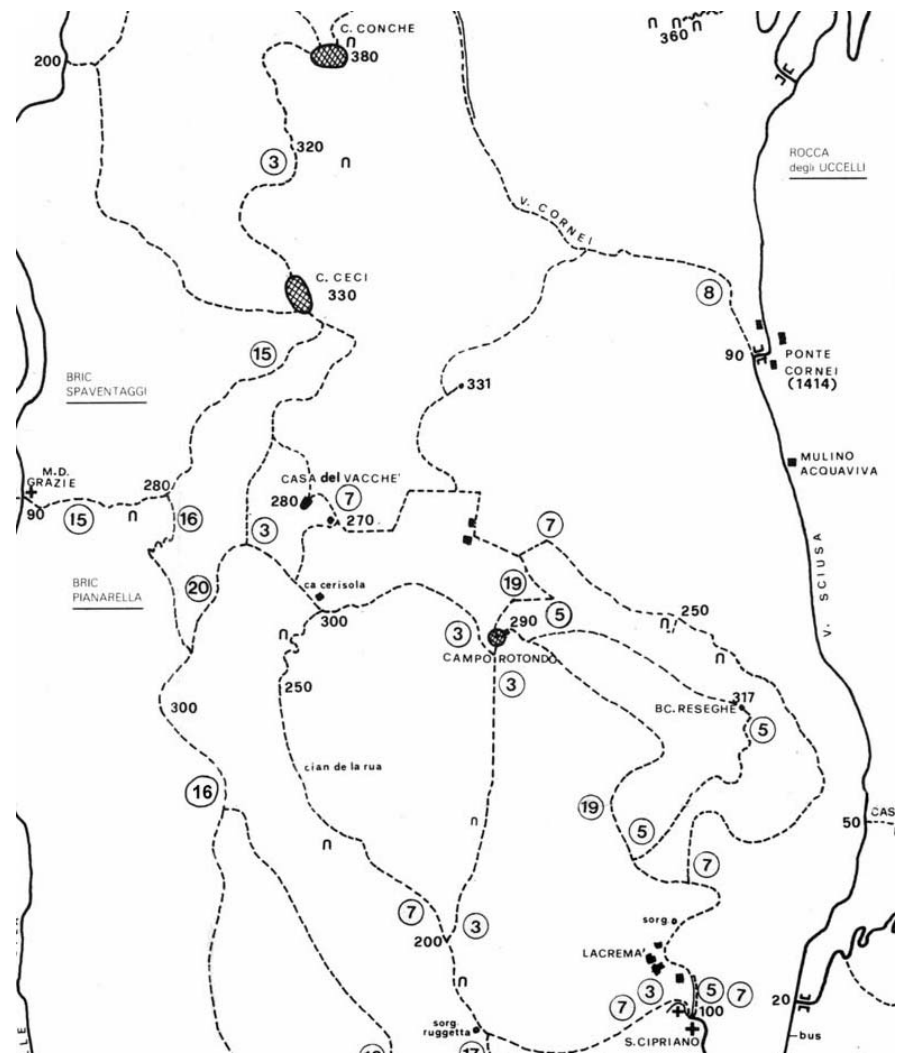 C. CONCHE
380
200
360
320
3
ROCCA
degli UCCELLI
V. CORNEI
C. CECI
330
8
15
90
PONTE
CORNEI
(1414)
331
BRIC
SPAVENTAGGI
M.D.
GRAZIE
280
CASA del VACCHE'
280
7
270
MULINO
ACQUAVIVA
90
15
16
3
7
BRIC
PIANARELLA
20
ca cerisola
300
19
5
250
V. SCIUSA
3
290
CAMPO ROTONDO
3
250
300
317
BC. RESEGHE
5
cian de la rua
16
19
5
50
CAS
7
7
3
200
sorg.
LACREMA'
3
5
7
100
20
7
sorg.
ruggetta
S. CIPRIANO
bus
17
LLE